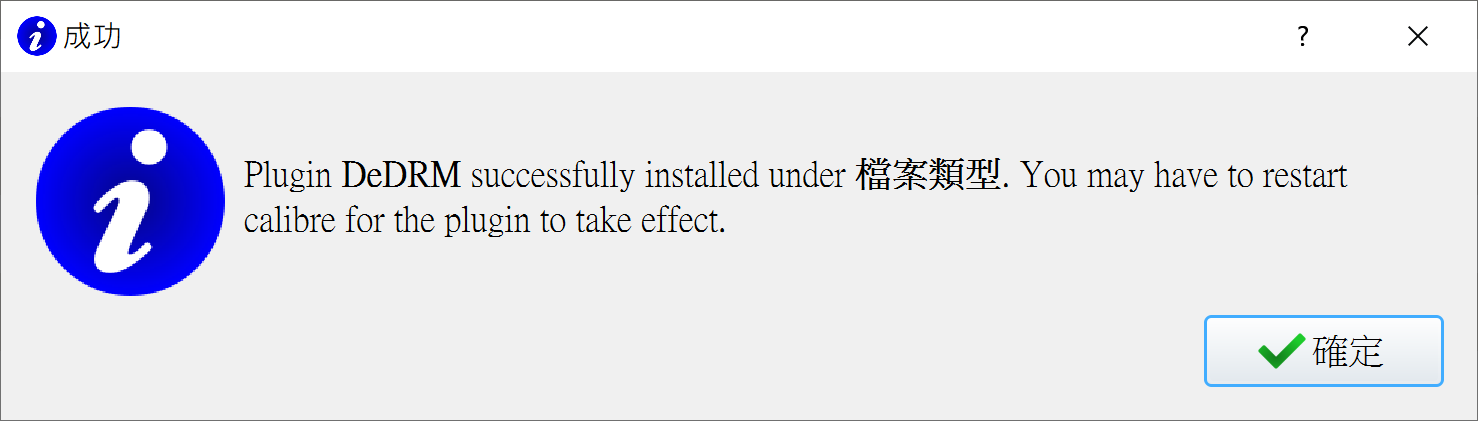 成功
Plugin DeDRM successfully installed under 檔案類型. You may have to restart
calibre for the plugin to take effect.
確定